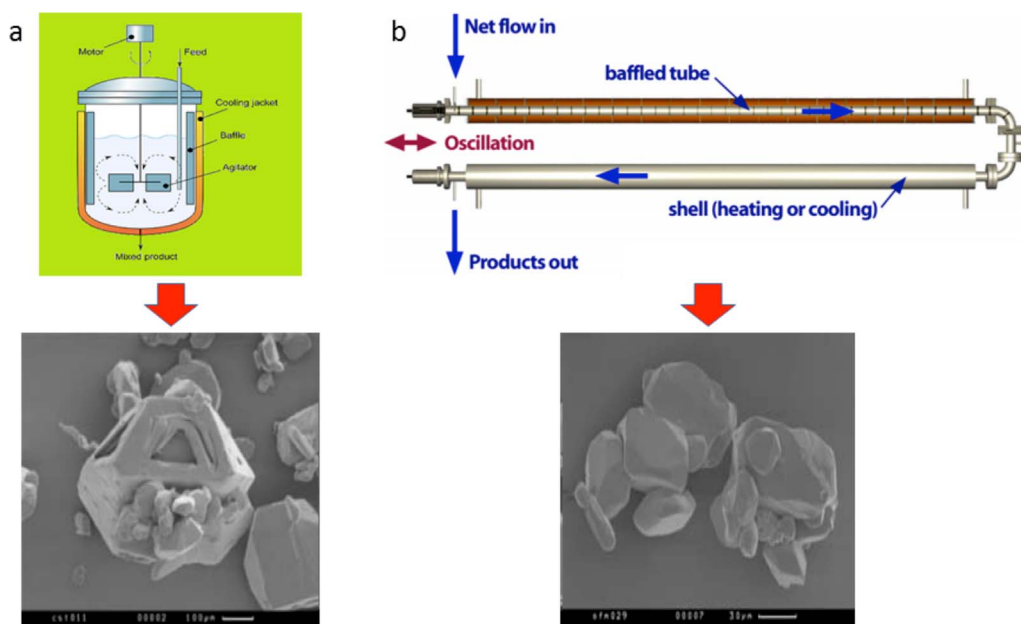 a
Motor
Feed
Cooling jacket
Baffle
Agitator
Mixed product
b
Net flow in
baffled tube
Oscillation
shell (heating or cooling)
Products out
cst011 00002 100µm
ofm029 00007 30µm